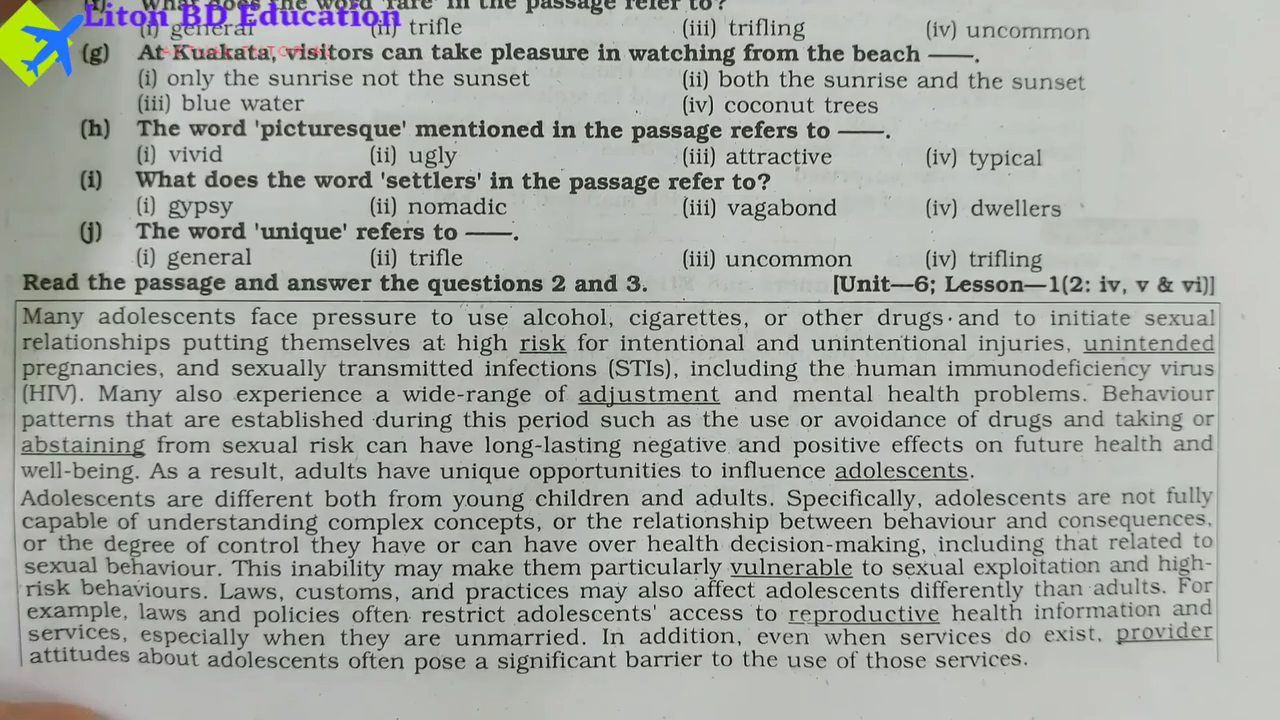 What does the word 'rare' in the passage refer to?
Liton BD Education
(i) general (ii) trifle (iii) trifling (iv) uncommon
(g) At Kuakata, visitors can take pleasure in watching from the beach ——.
(i) only the sunrise not the sunset (ii) both the sunrise and the sunset
(iii) blue water (iv) coconut trees
(h) The word 'picturesque' mentioned in the passage refers to ——.
(i) vivid (ii) ugly (iii) attractive (iv) typical
(i) What does the word 'settlers' in the passage refer to?
(i) gypsy (ii) nomadic (iii) vagabond (iv) dwellers
(j) The word 'unique' refers to ——.
(i) general (ii) trifle (iii) uncommon (iv) trifling
Read the passage and answer the questions 2 and 3. [Unit—6; Lesson—1(2: iv, v & vi)]
Many adolescents face pressure to use alcohol, cigarettes, or other drugs and to initiate sexual
relationships putting themselves at high risk for intentional and unintentional injuries, unintended
pregnancies, and sexually transmitted infections (STIs), including the human immunodeficiency virus
(HIV). Many also experience a wide-range of adjustment and mental health problems. Behaviour
patterns that are established during this period such as the use or avoidance of drugs and taking or
abstaining from sexual risk can have long-lasting negative and positive effects on future health and
well-being. As a result, adults have unique opportunities to influence adolescents.
Adolescents are different both from young children and adults. Specifically, adolescents are not fully
capable of understanding complex concepts, or the relationship between behaviour and consequences,
or the degree of control they have or can have over health decision-making, including that related to
sexual behaviour. This inability may make them particularly vulnerable to sexual exploitation and high-
risk behaviours. Laws, customs, and practices may also affect adolescents differently than adults. For
example, laws and policies often restrict adolescents' access to reproductive health information and
services, especially when they are unmarried. In addition, even when services do exist, provider
attitudes about adolescents often pose a significant barrier to the use of those services.